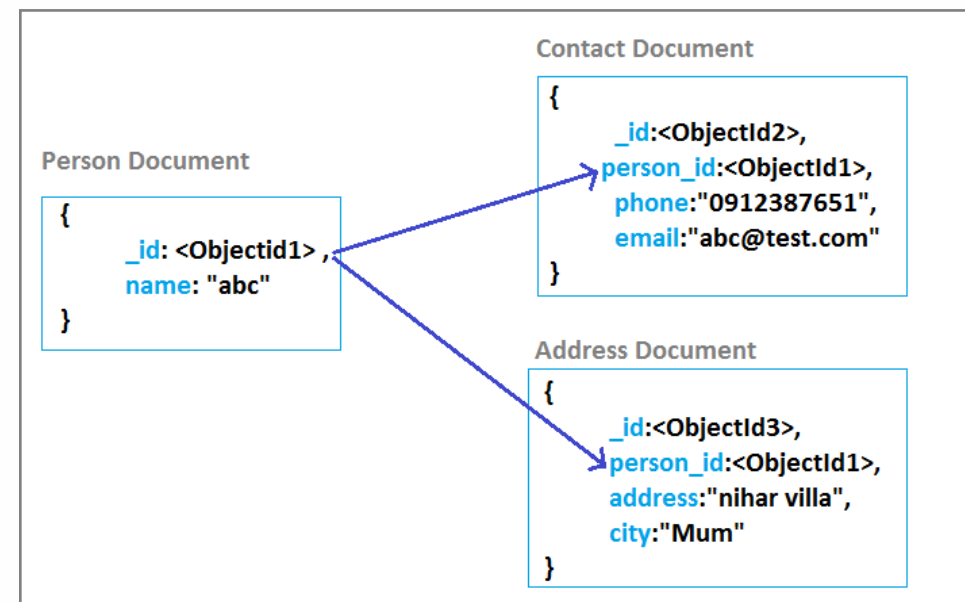 Person Document
{
_id: <Objectid1> ,
name: "abc"
}
Contact Document
{
_id:<ObjectId2>,
person_id:<ObjectId1>,
phone:"0912387651",
email:"abc@test.com"
}
Address Document
{
_id:<ObjectId3>,
person_id:<ObjectId1>,
address:"nihar villa",
city:"Mum"
}